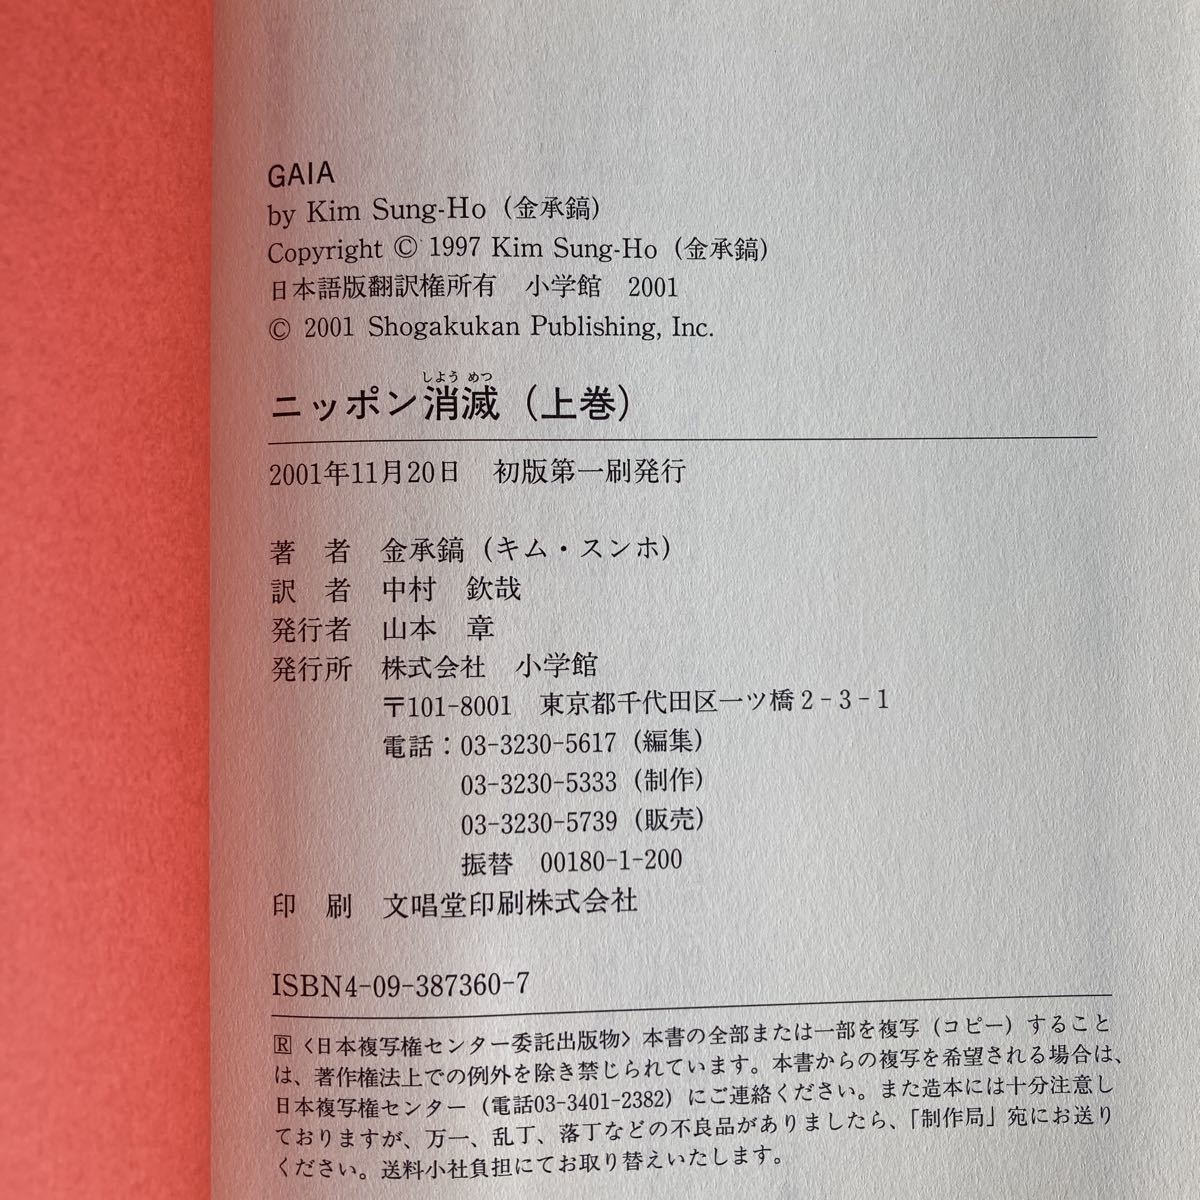 GAIA
by Kim Sung-Ho (金承鎬)
Copyright © 1997 Kim Sung-Ho (金承鎬)
日本語版翻訳権所有　小学館　2001
© 2001 Shogakukan Publishing, Inc.
しよう めつ
ニッポン消滅（上巻）
2001年11月20日　初版第一刷発行
著　者　金承鎬（キム・スンホ）
訳　者　中村　欽哉
発行者　山本　章
発行所　株式会社　小学館
〒101-8001　東京都千代田区一ツ橋2-3-1
電話：03-3230-5617（編集）
03-3230-5333（制作）
03-3230-5739（販売）
振替　00180-1-200
印　刷　文唱堂印刷株式会社
ISBN4-09-387360-7
Ⓡ〈日本複写権センター委託出版物〉本書の全部または一部を複写（コピー）すること
は、著作権法上での例外を除き禁じられています。本書からの複写を希望される場合は、
日本複写権センター（電話03-3401-2382）にご連絡ください。また造本には十分注意し
ておりますが、万一、乱丁、落丁などの不良品がありましたら、「制作局」宛にお送り
ください。送料小社負担にてお取り替えいたします。